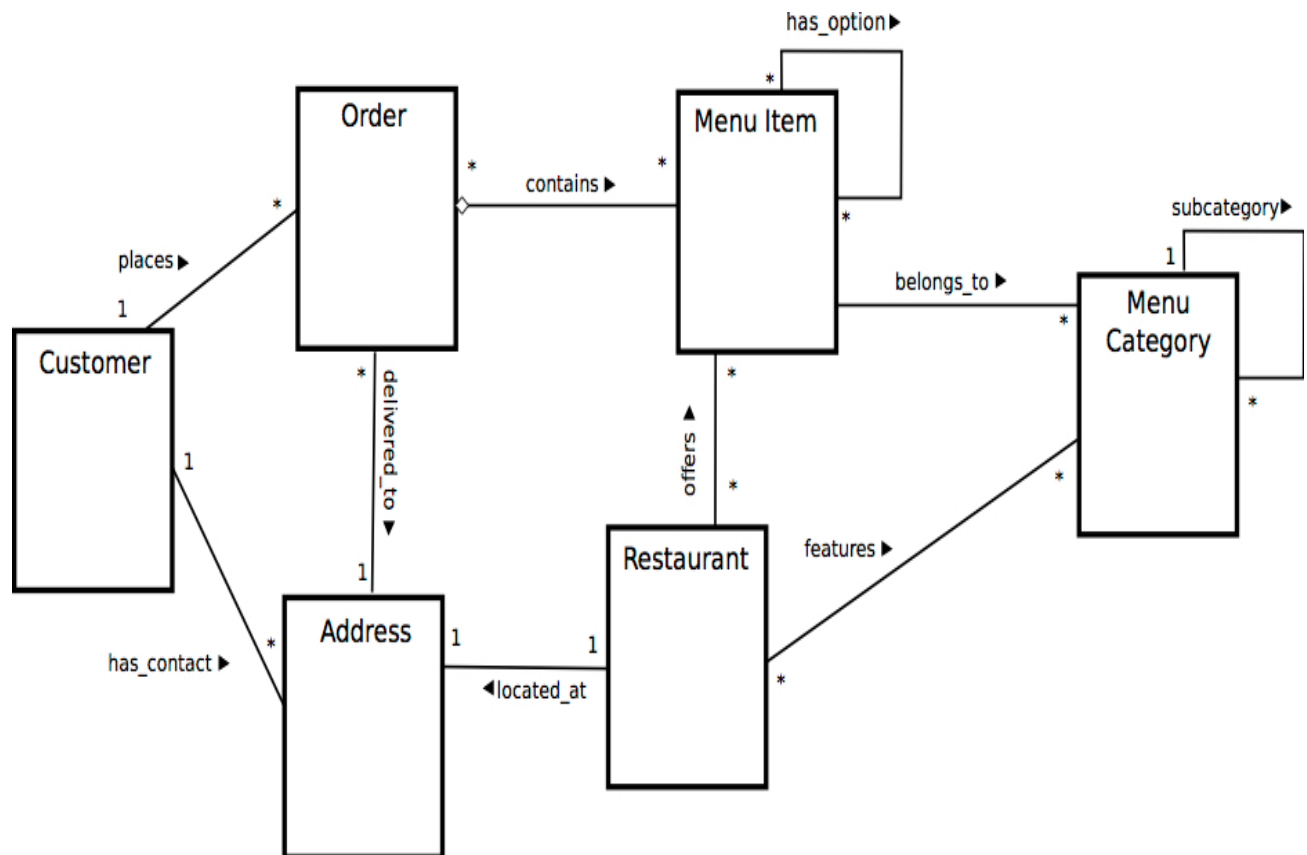 has_option ►
*
Order
Menu Item
*
*
contains ►
*
subcategory ►
*
places ►
1
belongs_to ►
1
*
Menu
Category
Customer
*
delivered_to ►
*
*
1
offers ►
*
*
features ►
Restaurant
1
Address
*
1
1
has_contact ►
*
◄ located_at